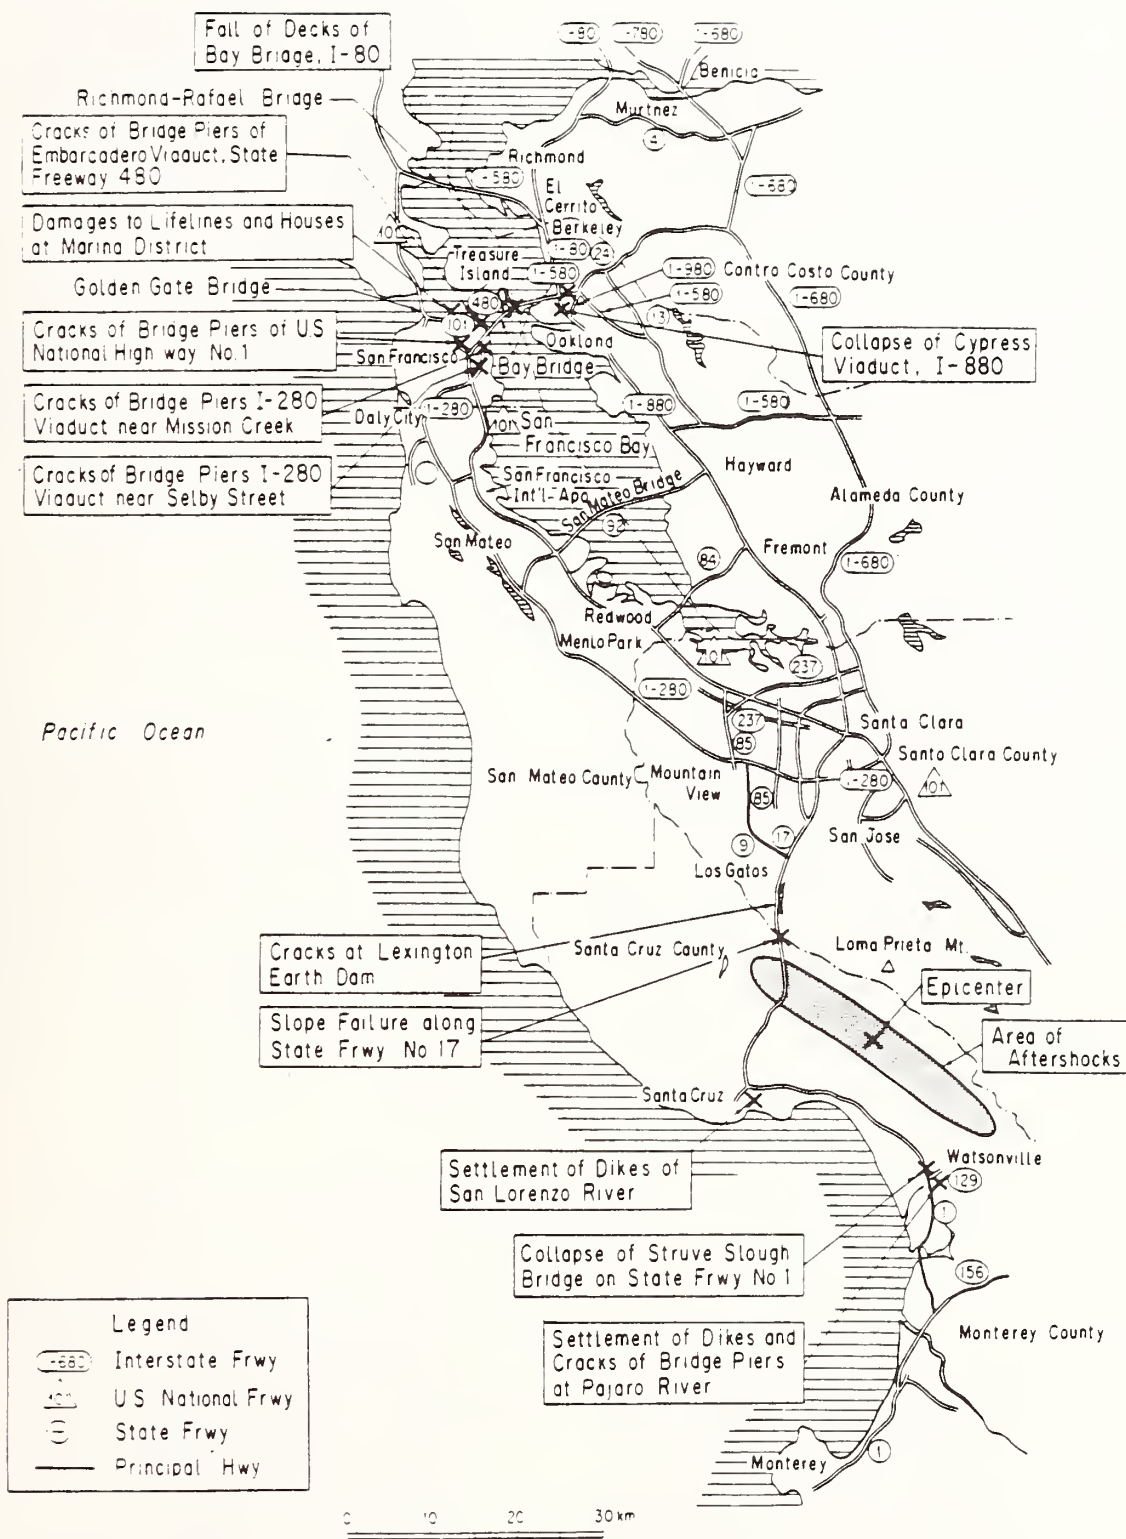 Fall of Decks of
Bay Bridge, I-80
I-80
I-780
I-680
Benicia
Richmond-Rafael Bridge
Murtnez
Cracks of Bridge Piers of
Embarcadero Viaduct, State
Freeway 480
4
Richmond
I-580
I-680
El
Cerrito
Berkeley
Damages to Lifelines and Houses
at Marina District
101
I-80
24
Treasure
Island
I-580
I-980
Contro Costo County
Golden Gate Bridge
480
I-580
I-680
101
13
Cracks of Bridge Piers of US
National High way No.1
Oakland
Collapse of Cypress
Viaduct, I-880
San Francisco
Bay Bridge
Cracks of Bridge Piers I-280
Viaduct near Mission Creek
Daly City
I-280
I-880
I-580
101
San
Francisco Bay
Cracks of Bridge Piers I-280
Viaduct near Selby Street
San Francisco
Int'l-Apo
Hayward
San Mateo Bridge
Alameda County
92
San Mateo
84
Fremont
I-680
Redwood
Menlo Park
101
237
I-280
Pacific Ocean
237
Santa Clara
85
Santo Clara County
San Mateo County
Mountain
View
I-280
101
85
San Jose
9
17
Los Gatos
Cracks at Lexington
Earth Dam
Santa Cruz County
Loma Prieta Mt.
Epicenter
Slope Failure along
State Frwy No 17
Area of
Aftershocks
Santa Cruz
Settlement of Dikes of
San Lorenzo River
Watsonville
129
1
Collapse of Struve Slough
Bridge on State Frwy No 1
156
Settlement of Dikes and
Cracks of Bridge Piers
at Pajaro River
Monterey County
Legend
I-680 Interstate Frwy
101 US National Frwy
State Frwy
Principal Hwy
Monterey
1
0 10 20 30 km